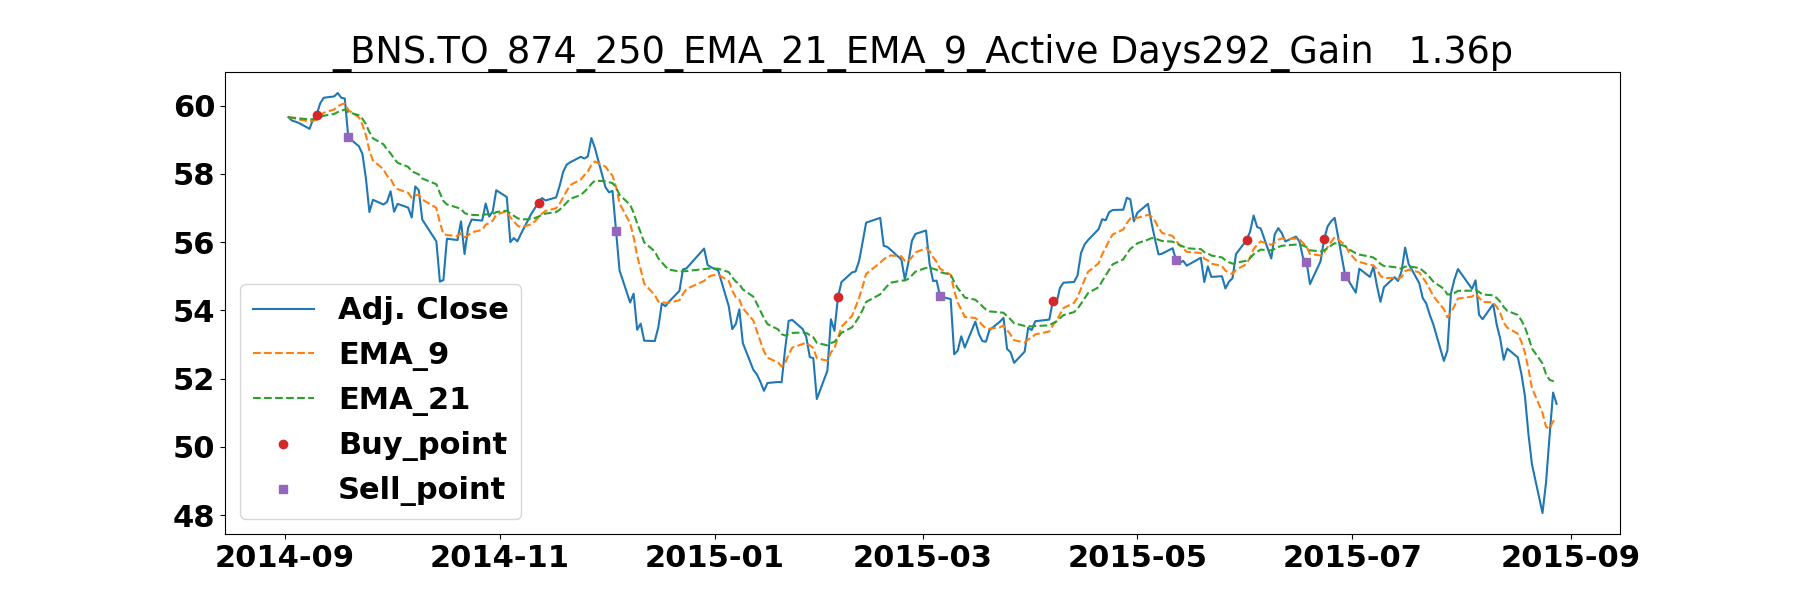 _BNS.TO_874_250_EMA_21_EMA_9_Active Days292_Gain   1.36p
60
58
56
54
52
50
48
Adj. Close
EMA_9
EMA_21
Buy_point
Sell_point
2014-09 2014-11 2015-01 2015-03 2015-05 2015-07 2015-09